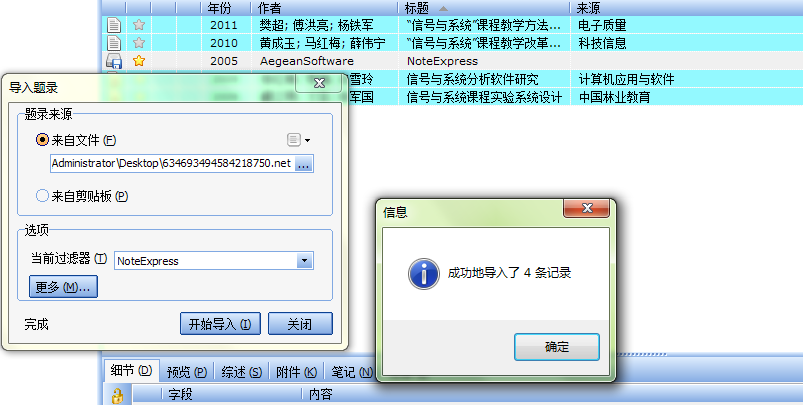 年份 作者 标题 来源
2011 樊超; 傅洪亮; 杨铁军 “信号与系统”课程教学方法... 电子质量
2010 黄成玉; 马红梅; 薛伟宁 “信号与系统”课程教学改革... 科技信息
2005 AegeanSoftware NoteExpress
雪玲 信号与系统分析软件研究 计算机应用与软件
军国 信号与系统课程实验系统设计 中国林业教育
导入题录
题录来源
来自文件 (F)
Administrator\Desktop\634693494584218750.net ...
来自剪贴板 (P)
选项
当前过滤器 (T) NoteExpress
更多 (M)...
完成 开始导入 (I) 关闭
信息
成功地导入了 4 条记录
确定
细节 (D) 预览 (P) 综述 (S) 附件 (K) 笔记 (N)
字段 内容